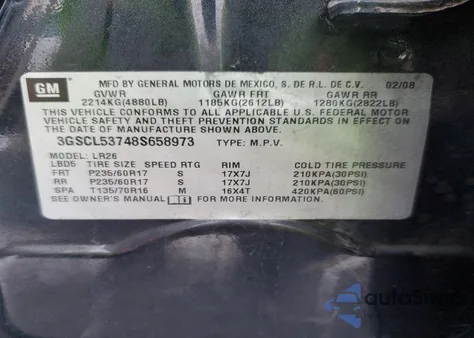 GM
MFD BY GENERAL MOTORS DE MEXICO, S. DE R.L. DE C.V. 02/08
GVWR GAWR FRT GAWR RR
2214KG(4880LB) 1185KG(2612LB) 1280KG(2822LB)
THIS VEHICLE CONFORMS TO ALL APPLICABLE U.S. FEDERAL MOTOR
VEHICLE SAFETY AND THEFT PREVENTION STANDARDS IN EFFECT ON
THE DATE OF MANUFACTURE SHOWN ABOVE.
3GSCL53748S658973 TYPE: M.P.V.
MODEL: LR26
LBD5 TIRE SIZE SPEED RTG RIM COLD TIRE PRESSURE
FRT P235/60R17 S 17X7J 210KPA(30PSI)
RR P235/60R17 S 17X7J 210KPA(30PSI)
SPA T135/70R16 M 16X4T 420KPA(60PSI)
SEE OWNER'S MANUAL FOR MORE INFORMATION.